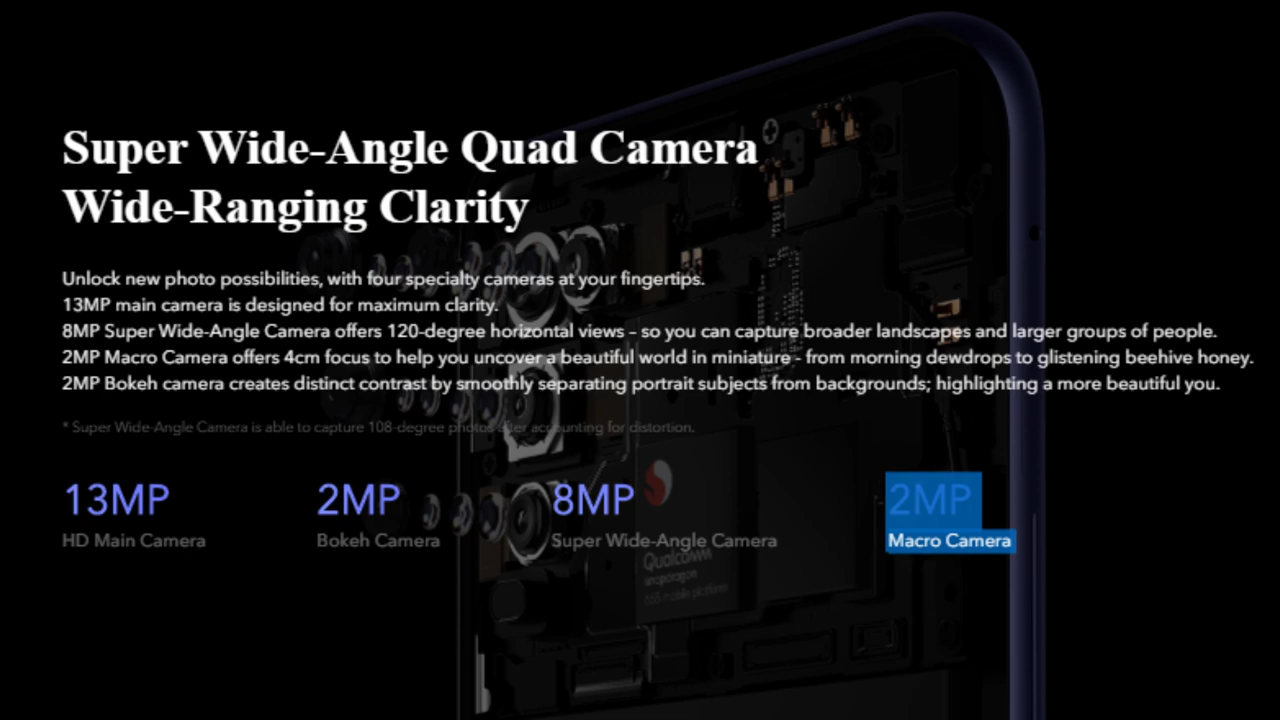 Super Wide-Angle Quad Camera
Wide-Ranging Clarity
Unlock new photo possibilities, with four specialty cameras at your fingertips.
13MP main camera is designed for maximum clarity.
8MP Super Wide-Angle Camera offers 120-degree horizontal views – so you can capture broader landscapes and larger groups of people.
2MP Macro Camera offers 4cm focus to help you uncover a beautiful world in miniature - from morning dewdrops to glistening beehive honey.
2MP Bokeh camera creates distinct contrast by smoothly separating portrait subjects from backgrounds; highlighting a more beautiful you.
* Super Wide-Angle Camera is able to capture 108-degree photos after accounting for distortion.
13MP 2MP 8MP 2MP
HD Main Camera Bokeh Camera Super Wide-Angle Camera Macro Camera
Qualcomm
snapdragon
665 mobile platform